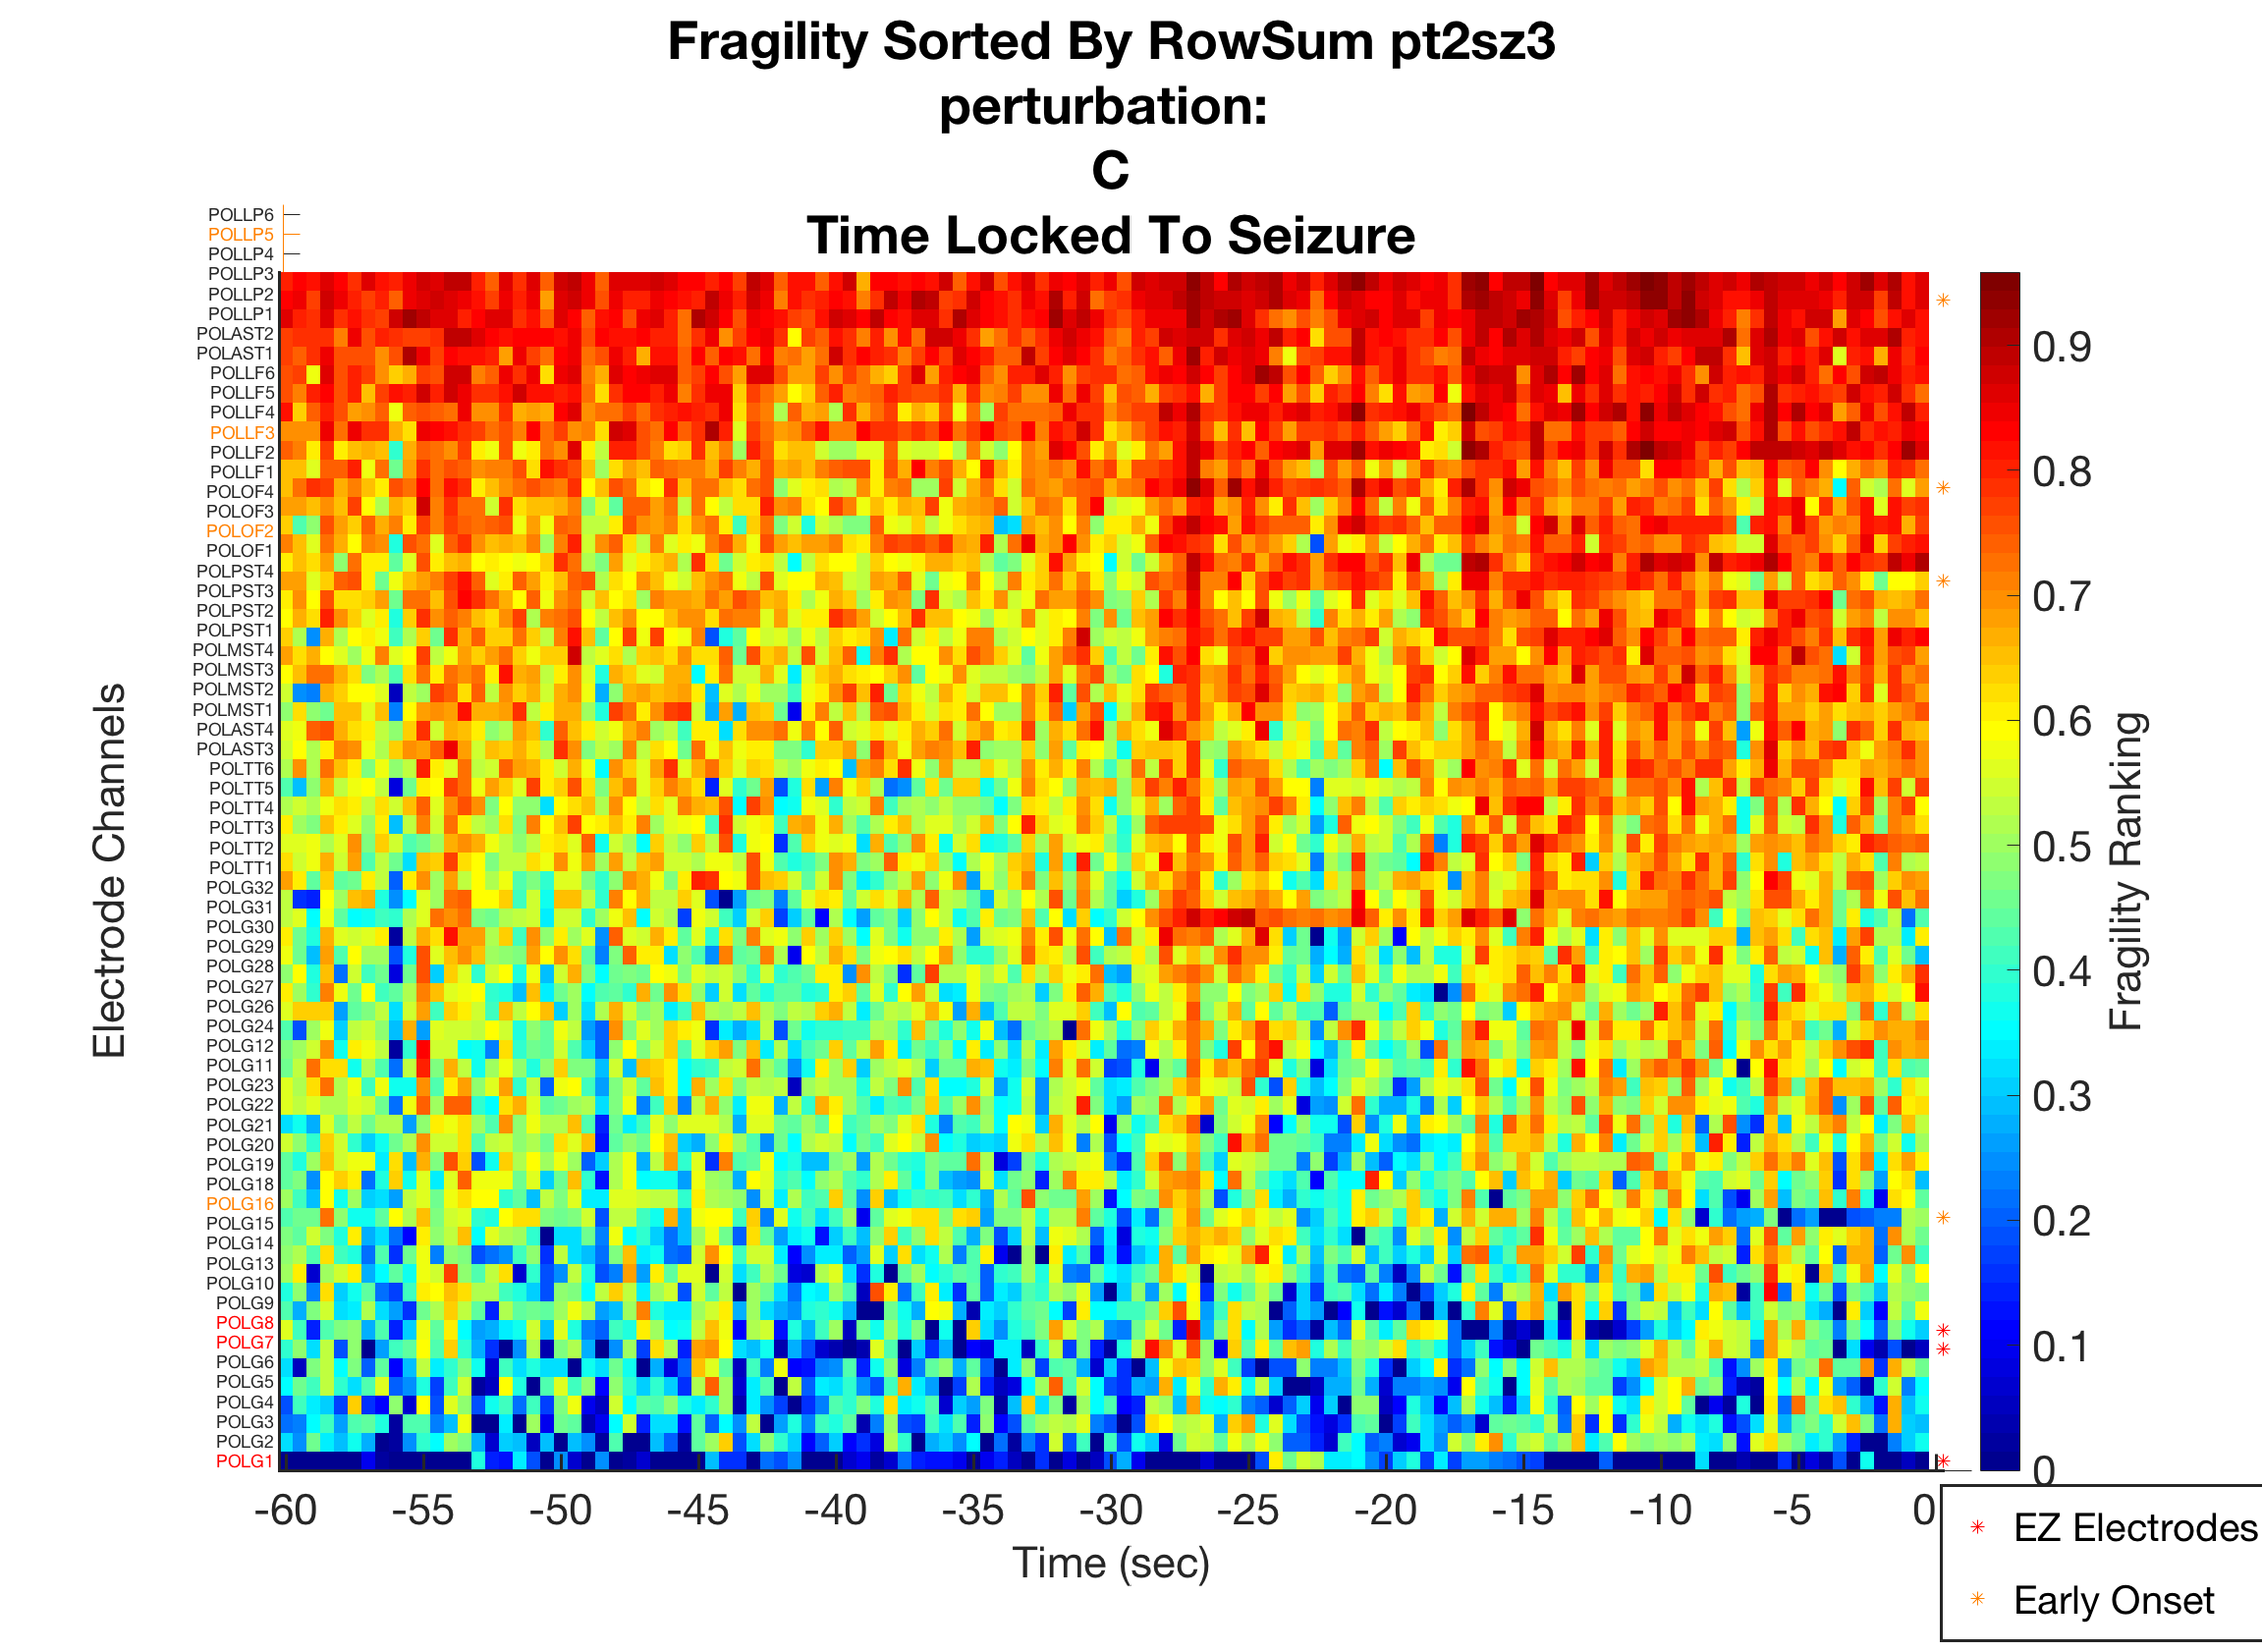 Fragility Sorted By RowSum pt2sz3
perturbation:
C
Time Locked To Seizure
POLLP6
POLLP5
POLLP4
POLLP3
POLLP2
POLLP1
POLAST2
POLAST1
POLLF6
POLLF5
POLLF4
POLLF3
POLLF2
POLLF1
POLOF4
POLOF3
POLOF2
POLOF1
POLPST4
POLPST3
POLPST2
POLPST1
POLMST4
POLMST3
POLMST2
POLMST1
POLAST4
POLAST3
POLTT6
POLTT5
POLTT4
POLTT3
POLTT2
POLTT1
POLG32
POLG31
POLG30
POLG29
POLG28
POLG27
POLG26
POLG24
POLG12
POLG11
POLG23
POLG22
POLG21
POLG20
POLG19
POLG18
POLG16
POLG15
POLG14
POLG13
POLG10
POLG9
POLG8
POLG7
POLG6
POLG5
POLG4
POLG3
POLG2
POLG1
Electrode Channels
-60 -55 -50 -45 -40 -35 -30 -25 -20 -15 -10 -5 0
Time (sec)
0.9
0.8
0.7
0.6
0.5
0.4
0.3
0.2
0.1
0
Fragility Ranking
EZ Electrodes
Early Onset